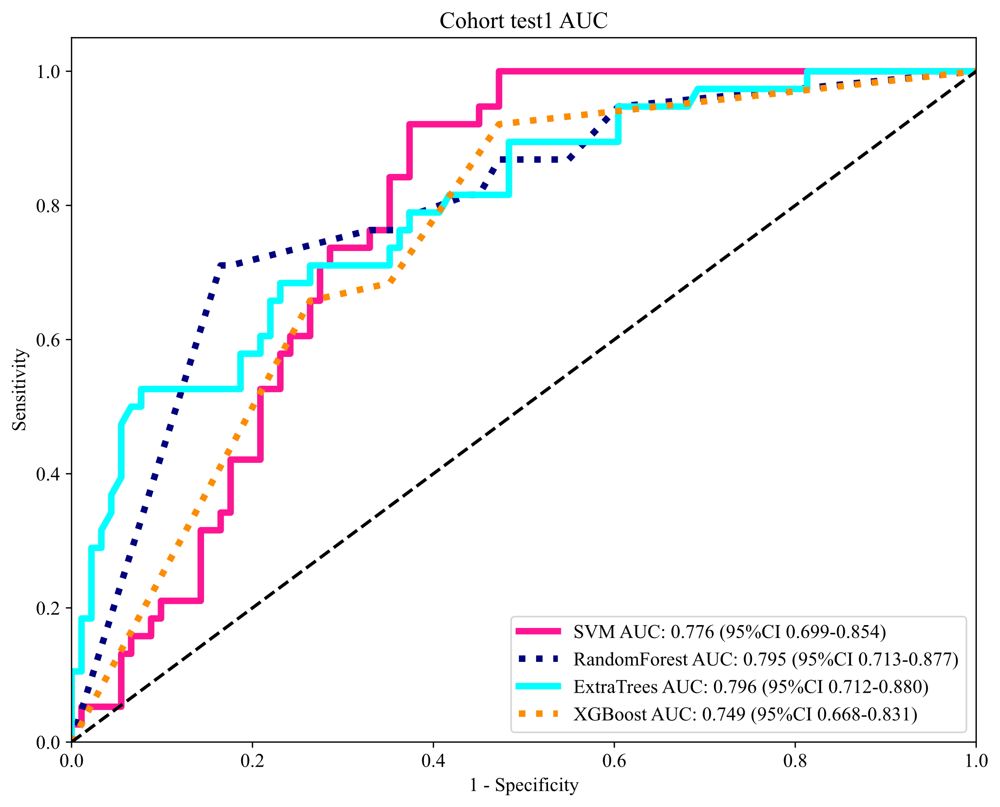 Cohort test1 AUC
1.0
0.8
0.6
0.4
0.2
0.0
Sensitivity
SVM AUC: 0.776 (95%CI 0.699-0.854)
RandomForest AUC: 0.795 (95%CI 0.713-0.877)
ExtraTrees AUC: 0.796 (95%CI 0.712-0.880)
XGBoost AUC: 0.749 (95%CI 0.668-0.831)
0.0 0.2 0.4 0.6 0.8 1.0
1 - Specificity